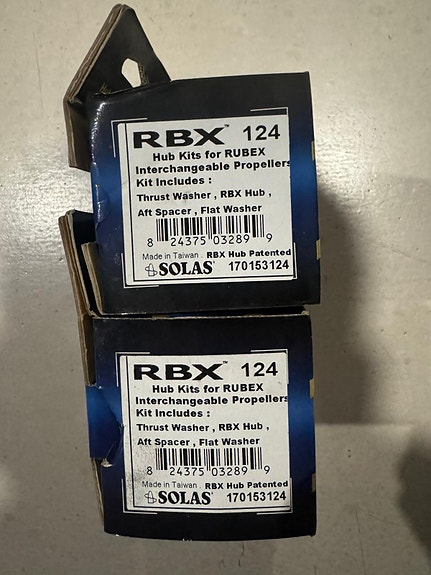 RBX™ 124
Hub Kits for RUBEX
Interchangeable Propellers
Kit Includes :
Thrust Washer , RBX Hub ,
Aft Spacer , Flat Washer
8 24375 03289 9
Made in Taiwan . RBX Hub Patented
SOLAS® 170153124
RBX™ 124
Hub Kits for RUBEX
Interchangeable Propellers
Kit Includes :
Thrust Washer , RBX Hub ,
Aft Spacer , Flat Washer
8 24375 03289 9
Made in Taiwan . RBX Hub Patented
SOLAS® 170153124